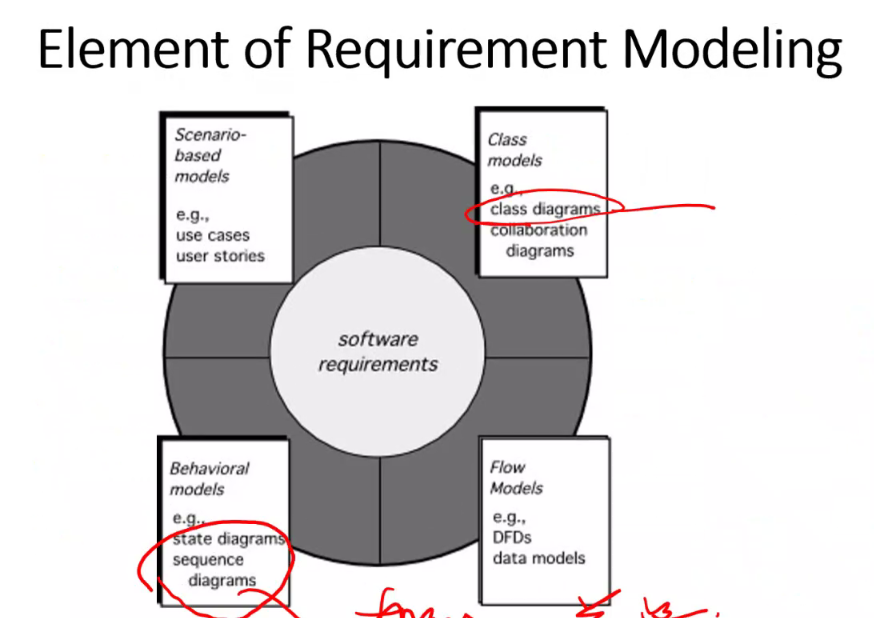 Element of Requirement Modeling
Scenario-
based
models
e.g.,
use cases
user stories
Class
models
e.g.,
class diagrams
collaboration
diagrams
software
requirements
Behavioral
models
e.g.,
state diagrams
sequence
diagrams
Flow
Models
e.g.,
DFDs
data models